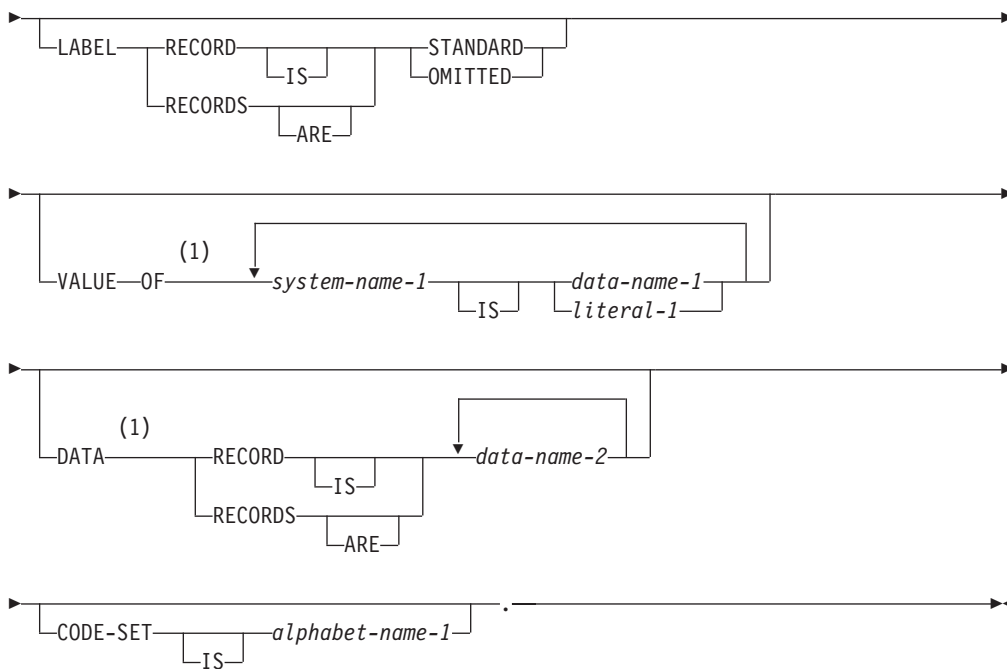 LABEL RECORD STANDARD
IS OMITTED
RECORDS
ARE
(1)
VALUE OF system-name-1 data-name-1
IS literal-1
(1)
DATA RECORD data-name-2
IS
RECORDS
ARE
CODE-SET alphabet-name-1 .
IS